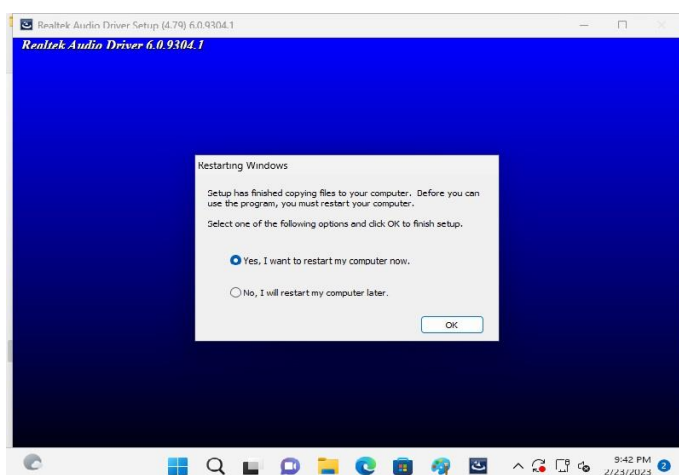 Realtek Audio Driver Setup (4.79) 6.0.9304.1
Realtek Audio Driver 6.0.9304.1
Restarting Windows
Setup has finished copying files to your computer. Before you can
use the program, you must restart your computer.
Select one of the following options and click OK to finish setup.
Yes, I want to restart my computer now.
No, I will restart my computer later.
OK
9:42 PM
2/23/2023
2